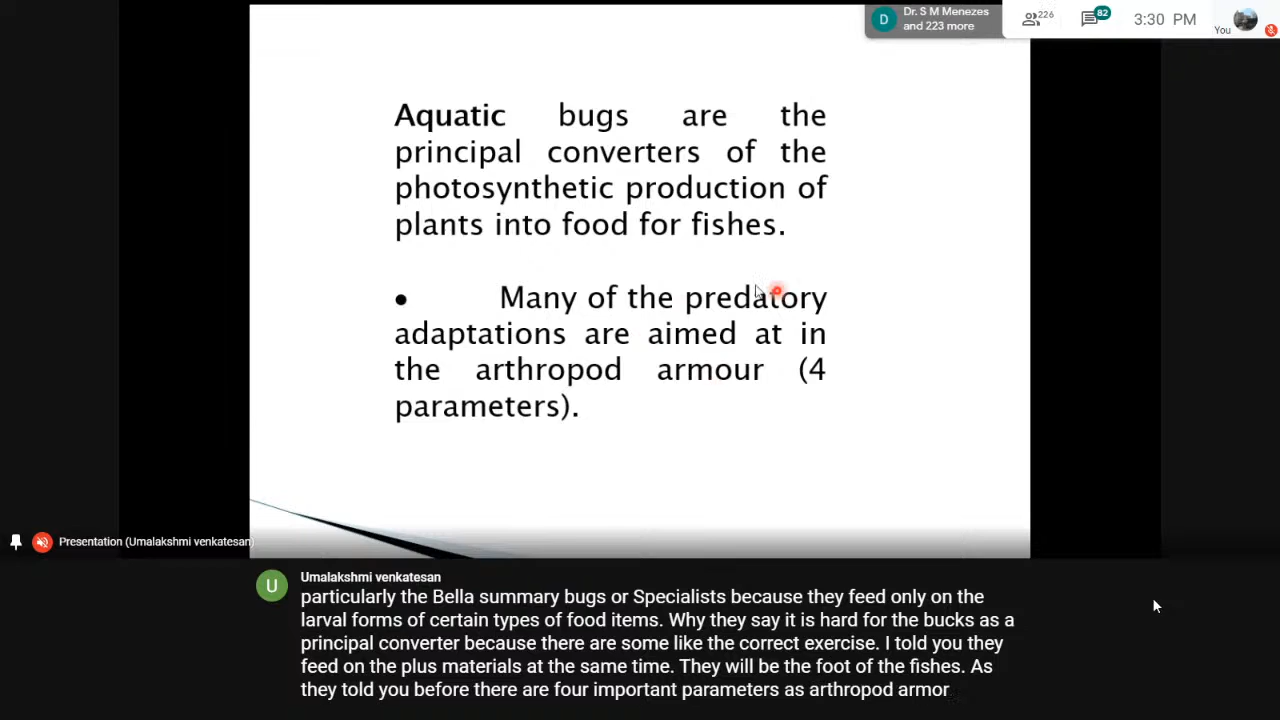 Dr. S M Menezes
and 223 more
D
226
82
3:30 PM
You
Aquatic bugs are the
principal converters of the
photosynthetic production of
plants into food for fishes.
• Many of the predatory
adaptations are aimed at in
the arthropod armour (4
parameters).
Presentation (Umalakshmi venkatesan)
U
Umalakshmi venkatesan
particularly the Bella summary bugs or Specialists because they feed only on the
larval forms of certain types of food items. Why they say it is hard for the bucks as a
principal converter because there are some like the correct exercise. I told you they
feed on the plus materials at the same time. They will be the foot of the fishes. As
they told you before there are four important parameters as arthropod armor